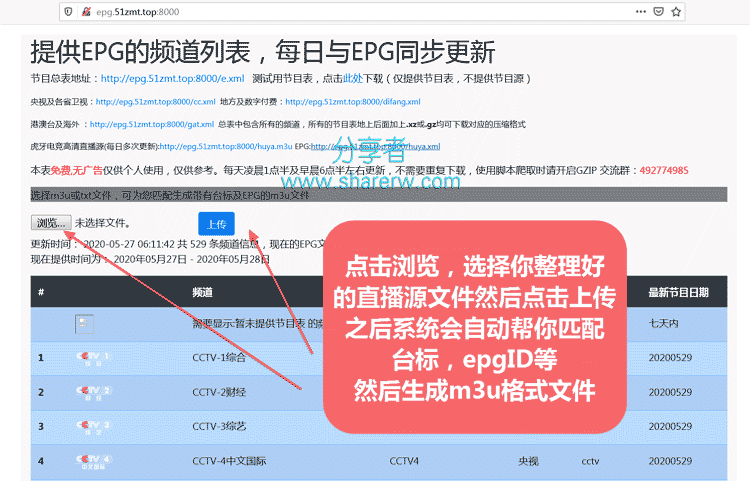 epg.51zmt.top:8000
提供EPG的频道列表，每日与EPG同步更新
节目总表地址：http://epg.51zmt.top:8000/e.xml 测试用节目表，点击此处下载（仅提供节目表，不提供节目源）
央视及各省卫视：http://epg.51zmt.top:8000/cc.xml 地方及数字付费：http://epg.51zmt.top:8000/difang.xml
港澳台及海外：http://epg.51zmt.top:8000/gat.xml 总表中包含所有的频道，所有的节目表地上后面加上.xz或.gz均可下载对应的压缩格式
虎牙电竞高清直播源(每日多次更新):http://epg.51zmt.top:8000/huya.m3u EPG:http://epg.51zmt.top:8000/huya.xml
分享者
本表免费,无广告仅供个人使用，仅供参考。每天凌晨1点半及早晨6点半左右更新，不需要重复下载，使用脚本爬取时请开启GZIP 交流群：492774985
www.sharerw.com
选择m3u或txt文件，可为您匹配生成带有台标及EPG的m3u文件
浏览... 未选择文件。 上传
更新时间： 2020-05-27 06:11:42 共 529 条频道信息，现在的EPG文
现在提供时间为： 2020年05月27日 - 2020年05月28日
点击浏览，选择你整理好
的直播源文件然后点击上传
之后系统会自动帮你匹配
台标，epgID等
然后生成m3u格式文件
# 频道 最新节目日期
需要显示:暂未提供节目表 的频 七天内
1 CCTV 1 综合 CCTV-1综合 20200529
2 CCTV 2 财经 CCTV-2财经 20200529
3 CCTV 3 综艺 CCTV-3综艺 20200529
4 CCTV 4 中文国际 CCTV-4中文国际 CCTV4 央视 cctv 20200529